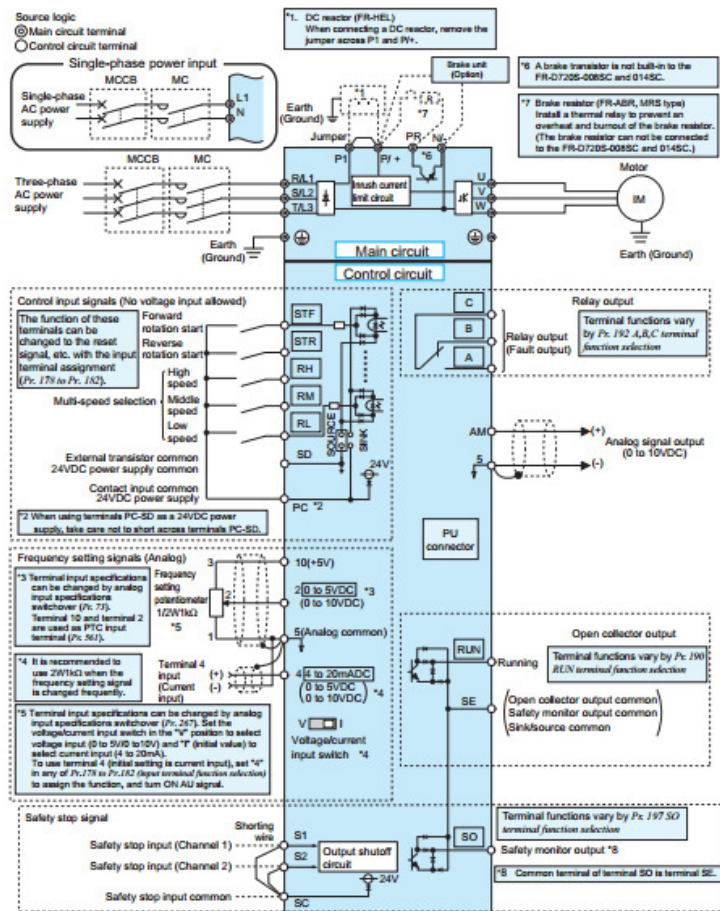 Source logic
Main circuit terminal
Control circuit terminal
Single-phase power input
MCCB
MC
Single-phase
AC power
supply
L1
N
*1. DC reactor (FR-HEL)
When connecting a DC reactor, remove the
jumper across P1 and P/+.
Brake unit
(Option)
*6 A brake transistor is not built-in to the
FR-D720S-008SC and 014SC.
*7 Brake resistor (FR-ABR, MRS type)
Install a thermal relay to prevent an
overheat and burnout of the brake resistor.
(The brake resistor can not be connected
to the FR-D720S-008SC and 014SC.)
Earth
(Ground)
*1
R
*7
Jumper
P1
P/ +
PR
N/-
*6
MCCB
MC
Three-phase
AC power
supply
R/L1
S/L2
T/L3
Inrush current
limit circuit
U
V
W
Motor
IM
Earth
(Ground)
Earth (Ground)
Main circuit
Control circuit
Control input signals (No voltage input allowed)
The function of these
terminals can be
changed to the reset
signal, etc. with the input
terminal assignment
(Pr. 178 to Pr. 182).
Forward
rotation start
Reverse
rotation start
High
speed
Multi-speed selection
Middle
speed
Low
speed
STF
STR
RH
RM
RL
SOURCE
SINK
SD
24V
PC *2
External transistor common
24VDC power supply common
Contact input common
24VDC power supply
*2 When using terminals PC-SD as a 24VDC power
supply, take care not to short across terminals PC-SD.
C
B
A
Relay output
Relay output
(Fault output)
Terminal functions vary
by Pr. 192 A,B,C terminal
function selection
AM
5
(+)
(-)
Analog signal output
(0 to 10VDC)
PU
connector
Frequency setting signals (Analog)
*3 Terminal input specifications
can be changed by analog
input specifications
switchover (Pr. 73).
Terminal 10 and terminal 2
are used as PTC input
terminal (Pr. 561).
Frequency
setting
potentiometer
1/2W1kΩ
*5
3
2
1
10(+5V)
2 0 to 5VDC *3
(0 to 10VDC)
5(Analog common)
*4 It is recommended to
use 2W1kΩ when the
frequency setting signal
is changed frequently.
Terminal 4
input
(Current
input)
(+)
(-)
4 4 to 20mADC
(0 to 5VDC
0 to 10VDC) *4
V I
Voltage/current
input switch *4
*5 Terminal input specifications can be changed by analog
input specifications switchover (Pr. 267). Set the
voltage/current input switch in the "V" position to select
voltage input (0 to 5V/0 to10V) and "I" (initial value) to
select current input (4 to 20mA).
To use terminal 4 (initial setting is current input), set "4"
in any of Pr.178 to Pr.182 (input terminal function selection)
to assign the function, and turn ON AU signal.
Open collector output
RUN
Running
Terminal functions vary by Pr. 190
RUN terminal function selection
SE
(Open collector output common
Safety monitor output common
Sink/source common)
Safety stop signal
Shorting
wire
Safety stop input (Channel 1)
Safety stop input (Channel 2)
Safety stop input common
S1
S2
SC
Output shutoff
circuit
24V
Terminal functions vary by Pr. 197 SO
terminal function selection
SO
Safety monitor output *8
*8 Common terminal of terminal SO is terminal SE.